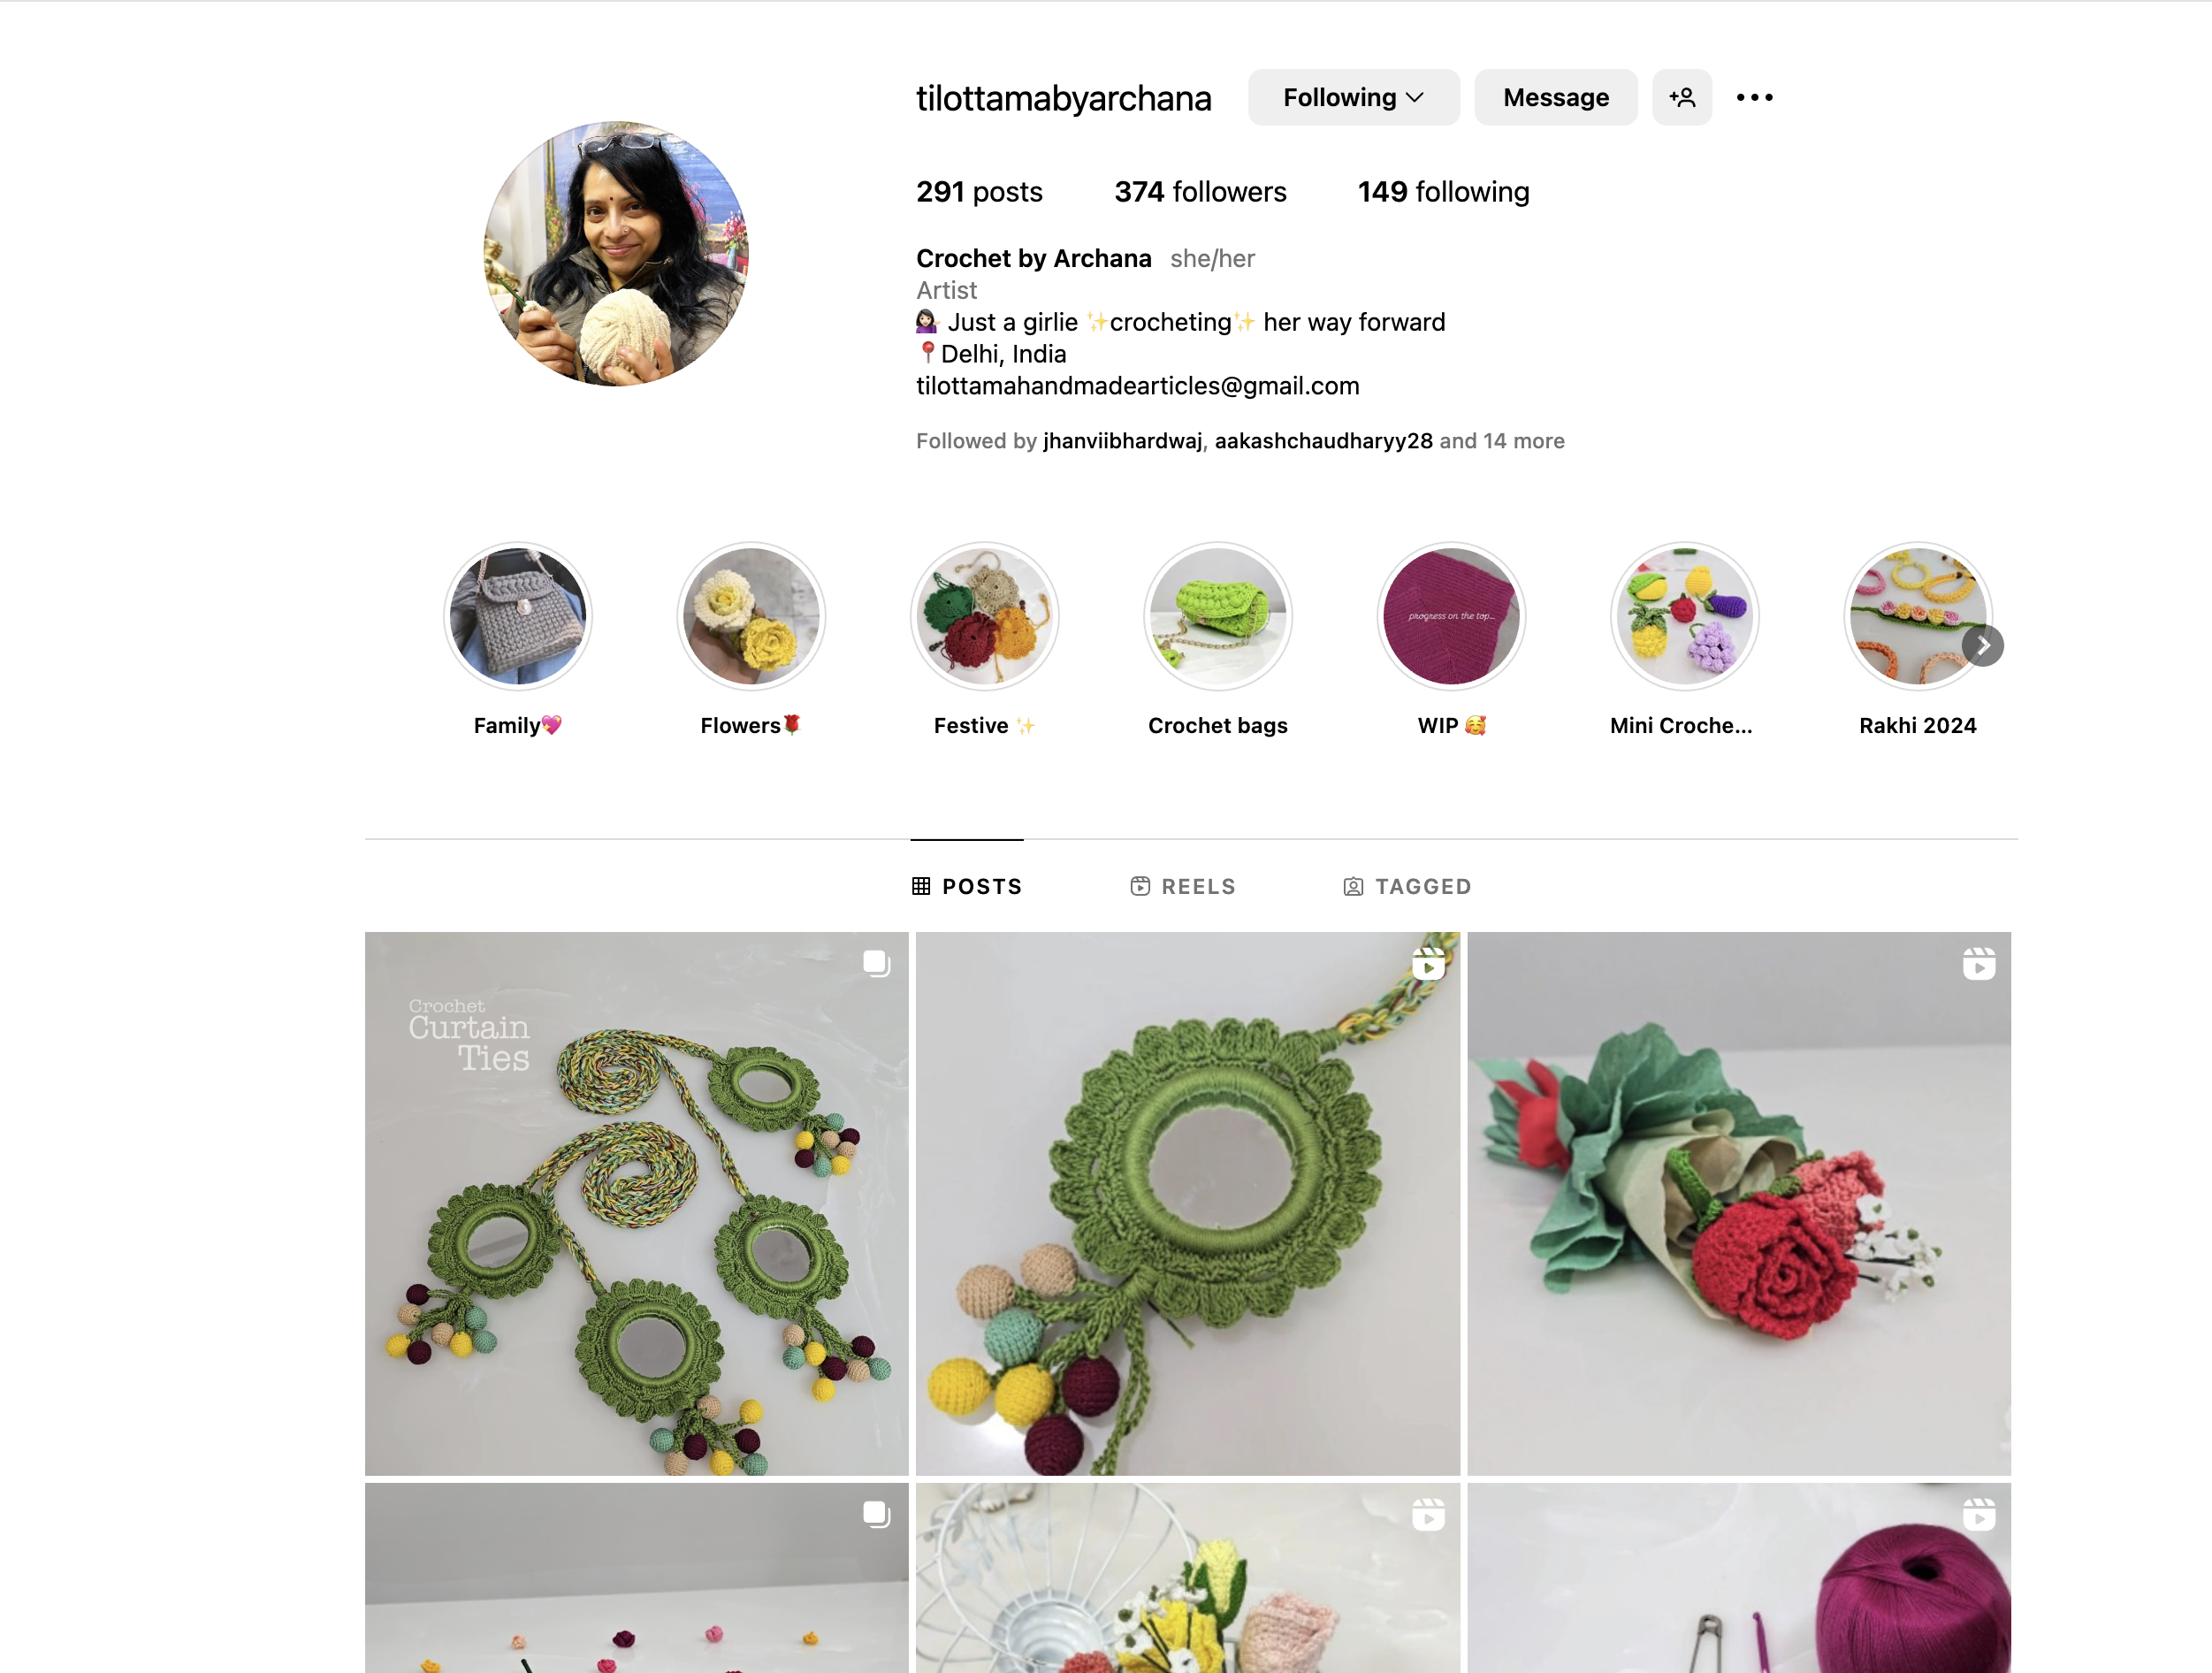 tilottamabyarchana Following Message
291 posts 374 followers 149 following
Crochet by Archana she/her
Artist
💁🏻‍♀️ Just a girlie ✨crocheting✨ her way forward
📍Delhi, India
tilottamahandmadearticles@gmail.com
Followed by jhanviibhardwaj, aakashchaudharyy28 and 14 more
progress on the top...
Family💖 Flowers🌹 Festive ✨ Crochet bags WIP 🥰 Mini Croche... Rakhi 2024
POSTS REELS TAGGED
Crochet
Curtain
Ties